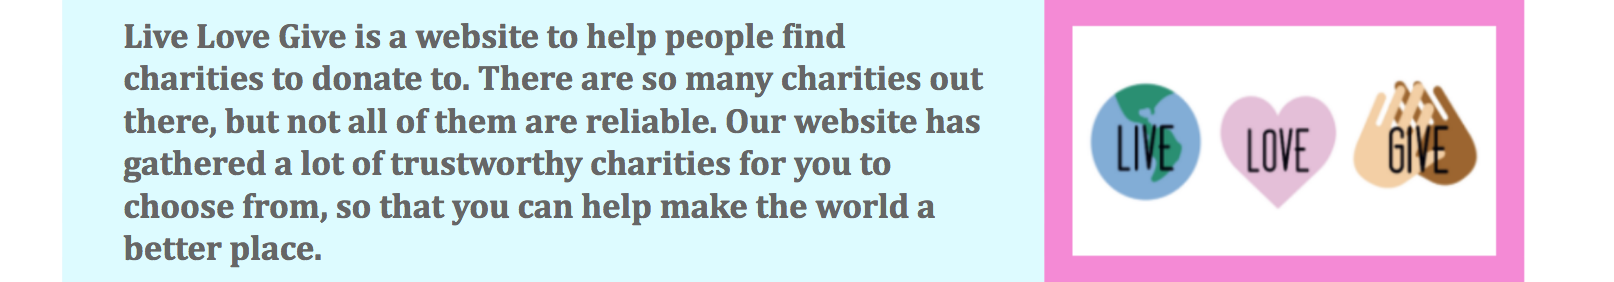 Live Love Give is a website to help people find
charities to donate to. There are so many charities out
there, but not all of them are reliable. Our website has
gathered a lot of trustworthy charities for you to
choose from, so that you can help make the world a
better place.
LIVE LOVE GIVE